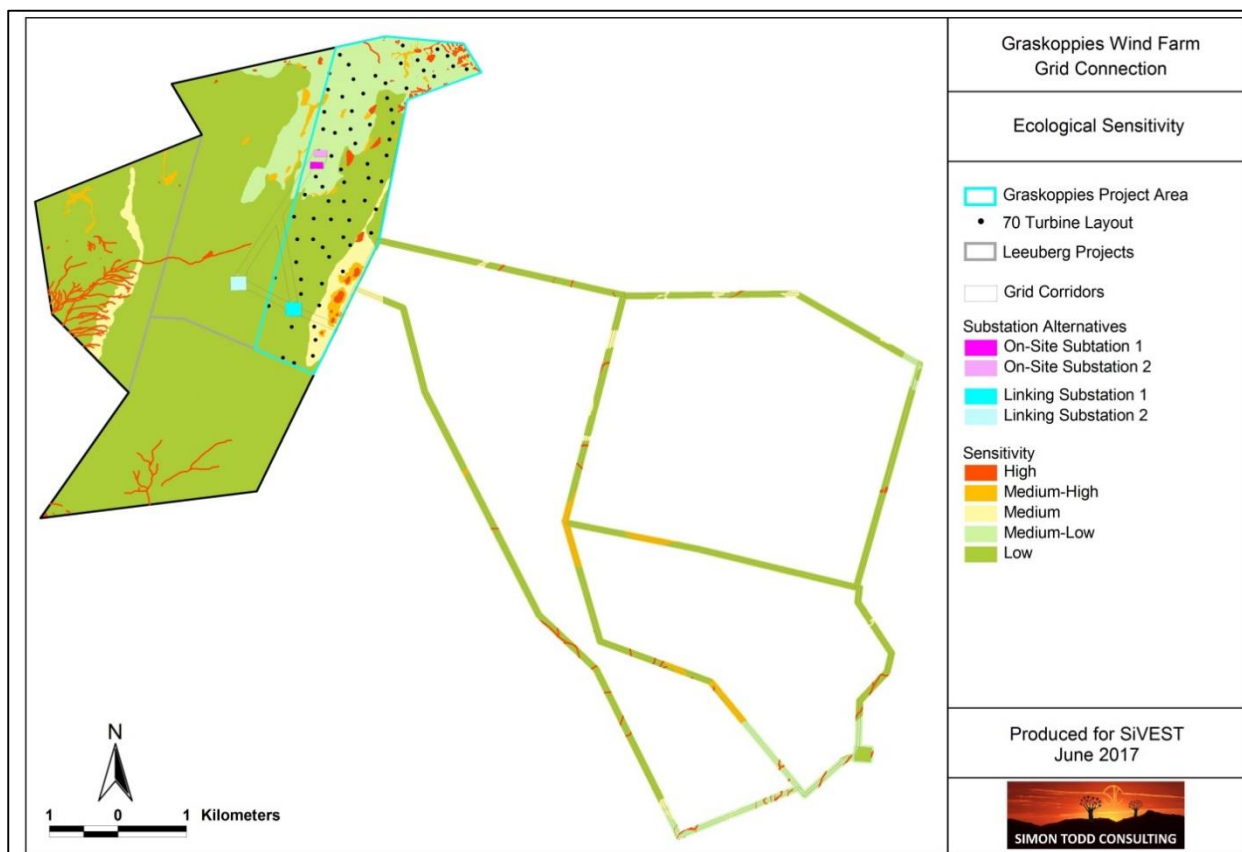 Graskoppies Wind Farm
Grid Connection
Ecological Sensitivity
Graskoppies Project Area
70 Turbine Layout
Leeuberg Projects
Grid Corridors
Substation Alternatives
On-Site Subtation 1
On-Site Substation 2
Linking Substation 1
Linking Substation 2
Sensitivity
High
Medium-High
Medium
Medium-Low
Low
N
1 0 1 Kilometers
Produced for SiVEST
June 2017
SIMON TODD CONSULTING